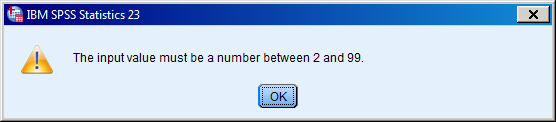 IBM SPSS Statistics 23
The input value must be a number between 2 and 99.
OK